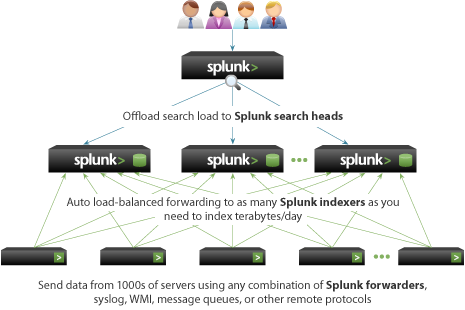 splunk>
Offload search load to Splunk search heads
splunk> splunk> splunk>
Auto load-balanced forwarding to as many Splunk indexers as you
need to index terabytes/day
> > > > >
Send data from 1000s of servers using any combination of Splunk forwarders,
syslog, WMI, message queues, or other remote protocols